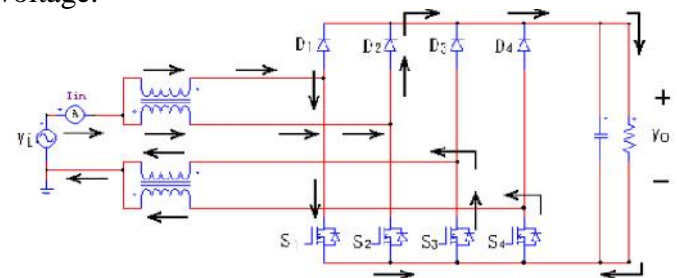 voltage.
D1 D2 D3 D4
Iin
A
Vi
+
Vo
−
S1 S2 S3 S4